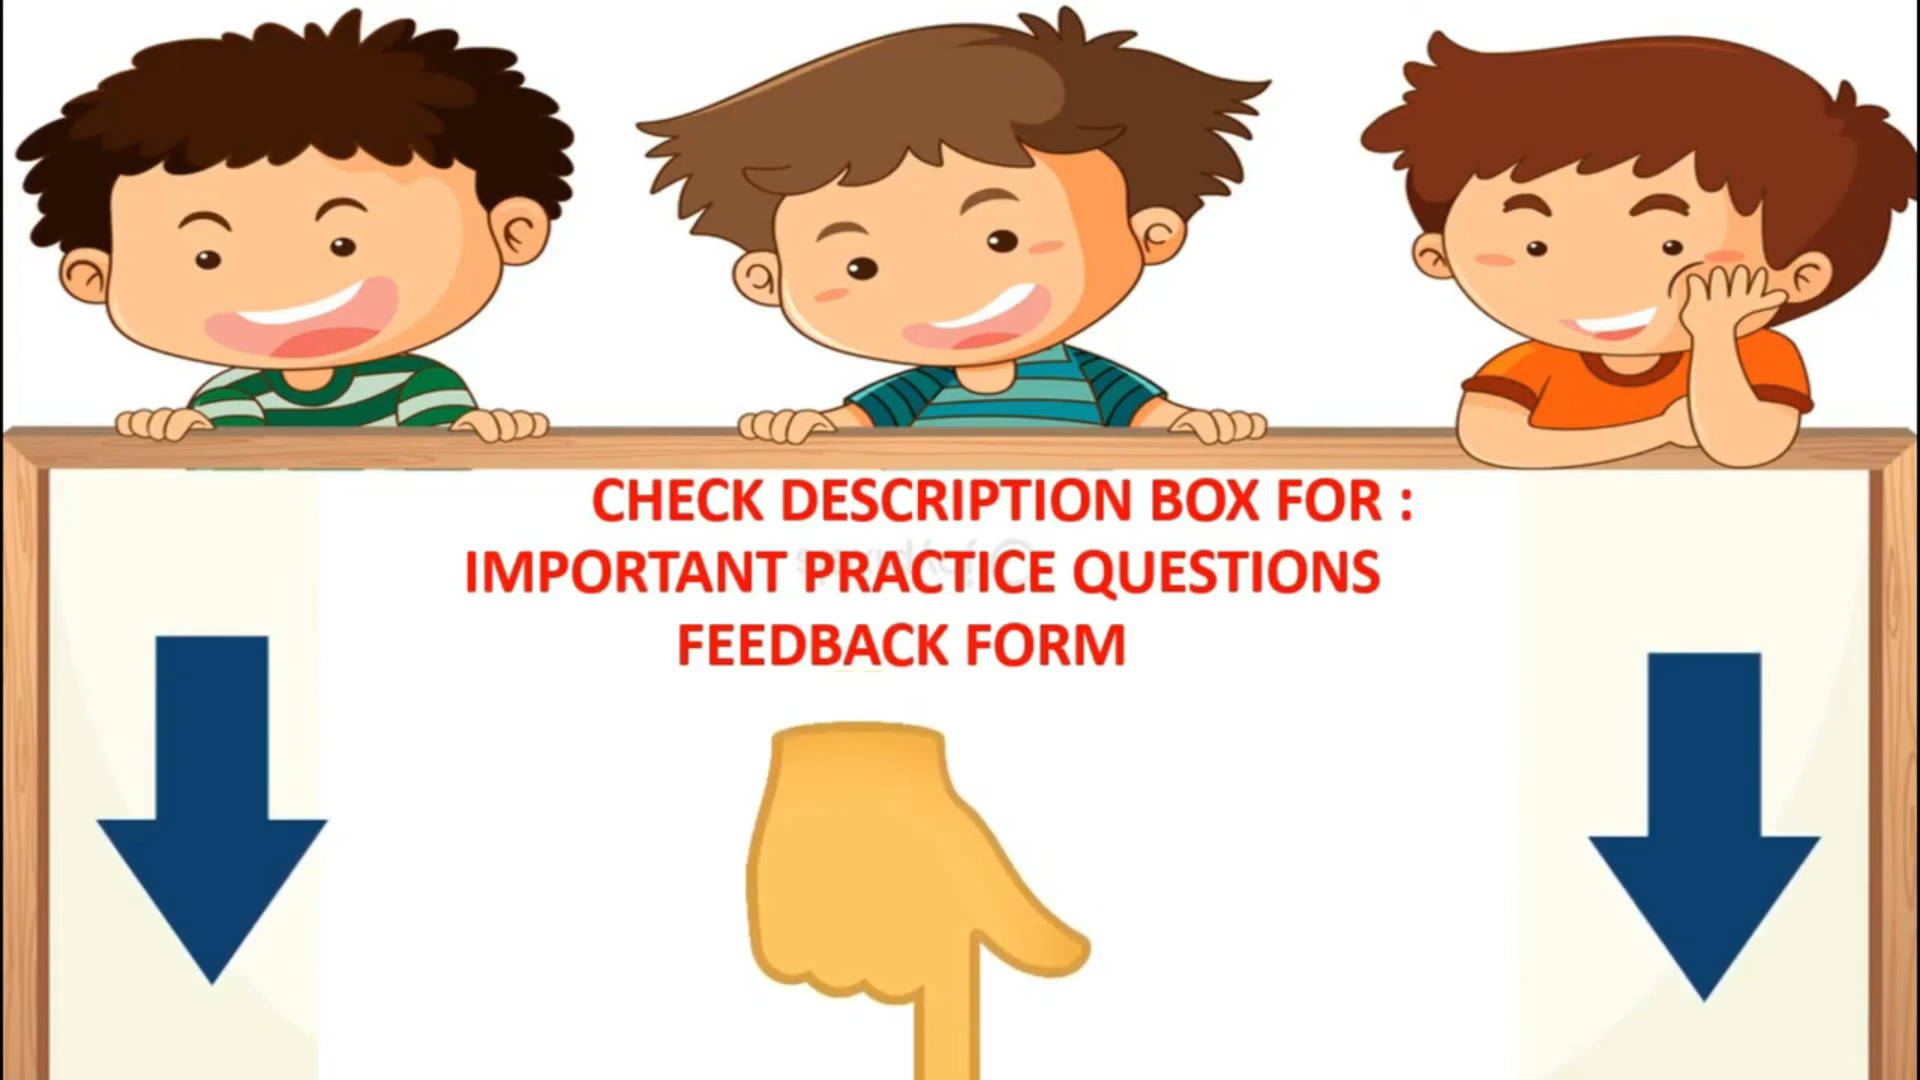 CHECK DESCRIPTION BOX FOR :
IMPORTANT PRACTICE QUESTIONS
FEEDBACK FORM